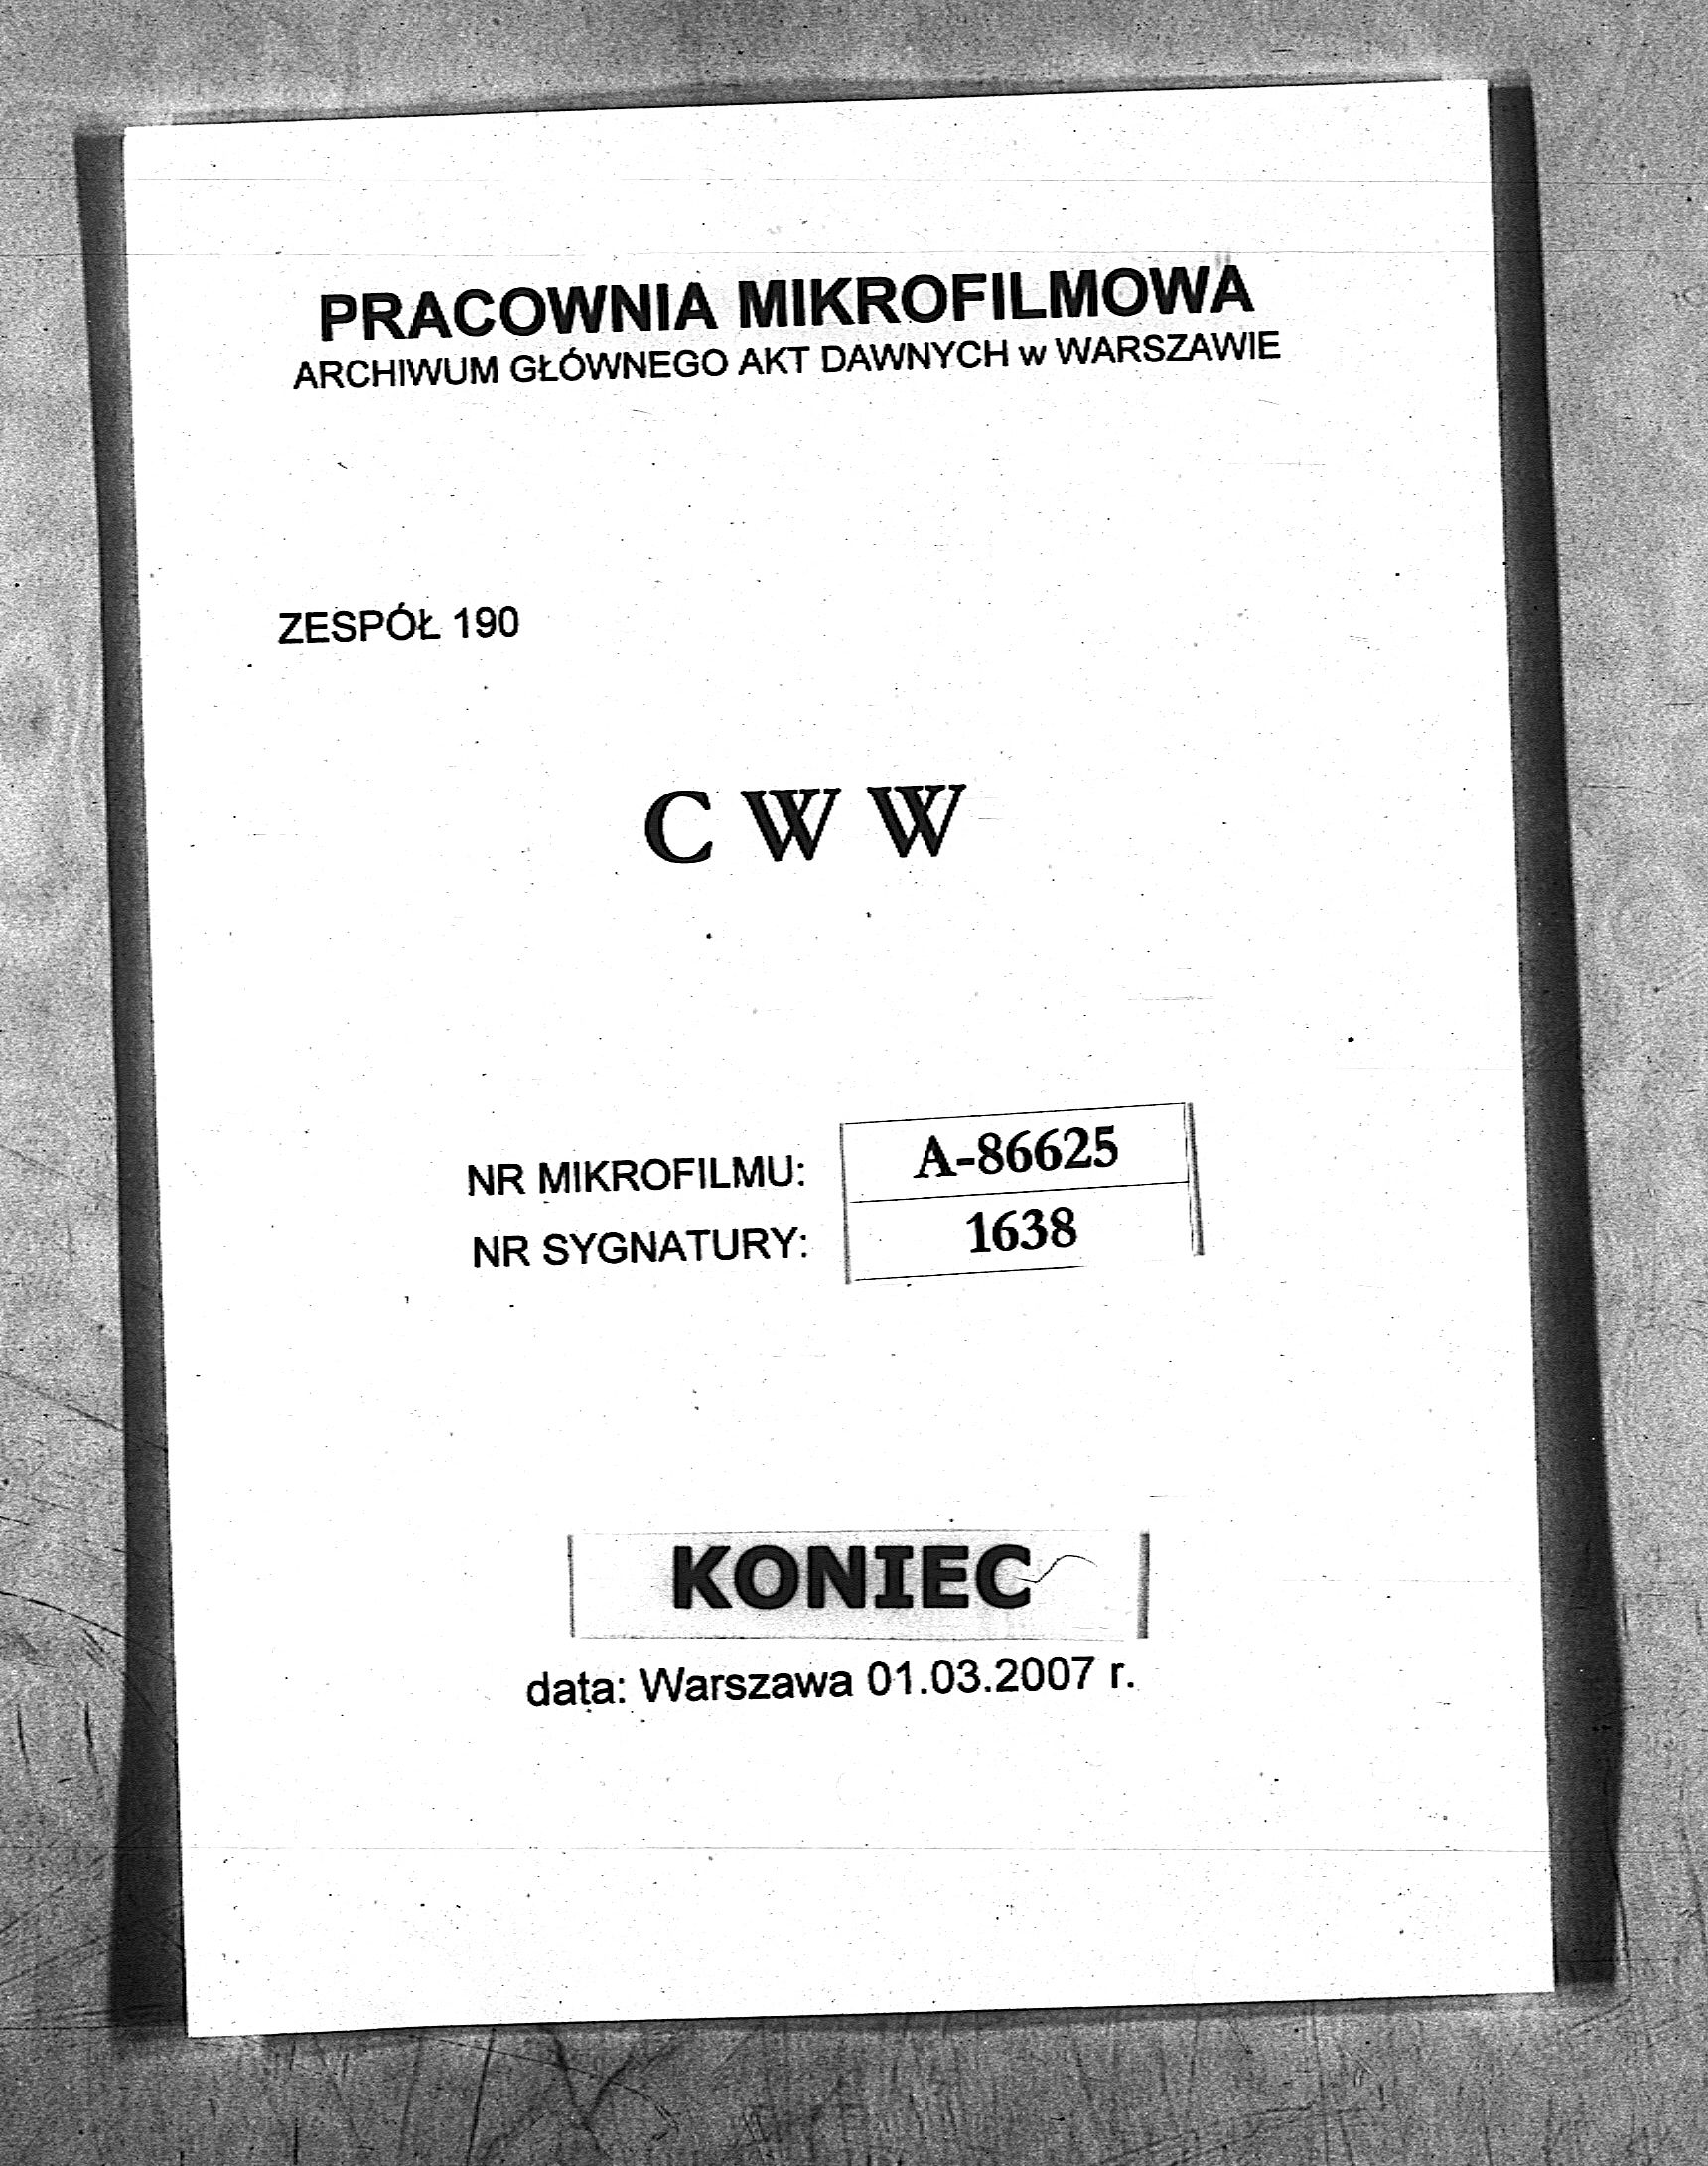 PRACOWNIA MIKROFILMOWA
ARCHIWUM GŁÓWNEGO AKT DAWNYCH w WARSZAWIE
ZESPÓŁ 190
C W W
NR MIKROFILMU: A-86625
NR SYGNATURY: 1638
KONIEC
data: Warszawa 01.03.2007 r.